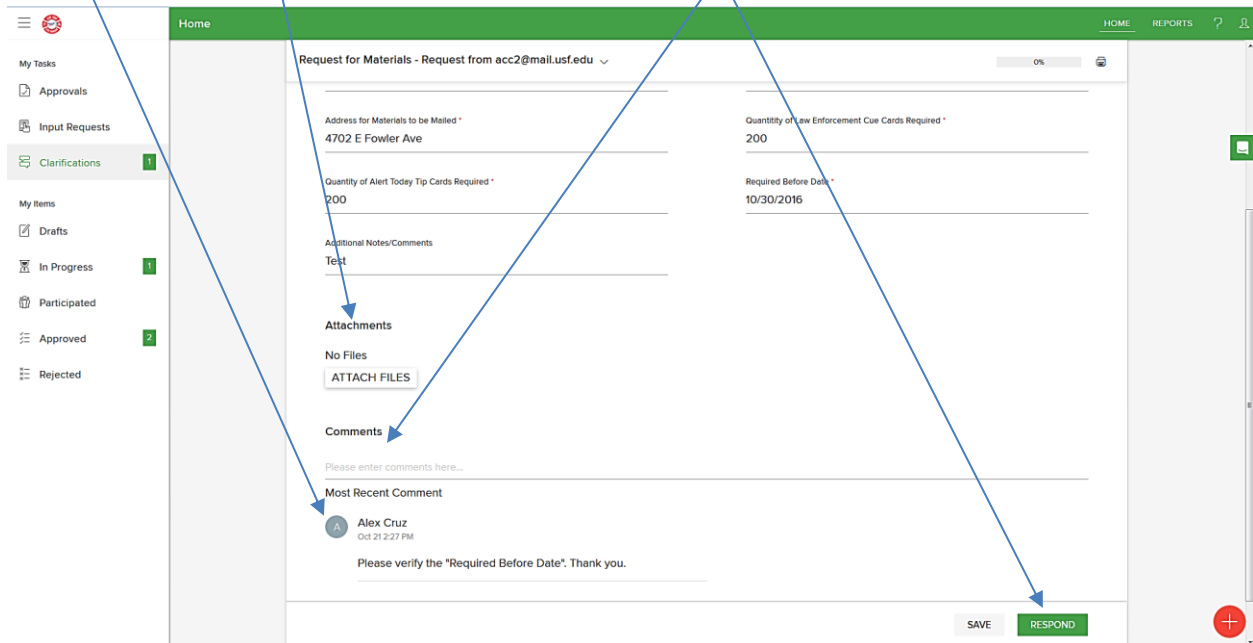 Home
HOME REPORTS ?
My Tasks
Approvals
Input Requests
Clarifications 1
My Items
Drafts
In Progress 1
Participated
Approved 2
Rejected
Request for Materials - Request from acc2@mail.usf.edu
0%
Address for Materials to be Mailed *
4702 E Fowler Ave
Quantitity of Law Enforcement Cue Cards Required *
200
Quantity of Alert Today Tip Cards Required *
200
Required Before Date *
10/30/2016
Additional Notes/Comments
Test
Attachments
No Files
ATTACH FILES
Comments
Please enter comments here...
Most Recent Comment
A Alex Cruz
Oct 21 2:27 PM
Please verify the "Required Before Date". Thank you.
SAVE RESPOND